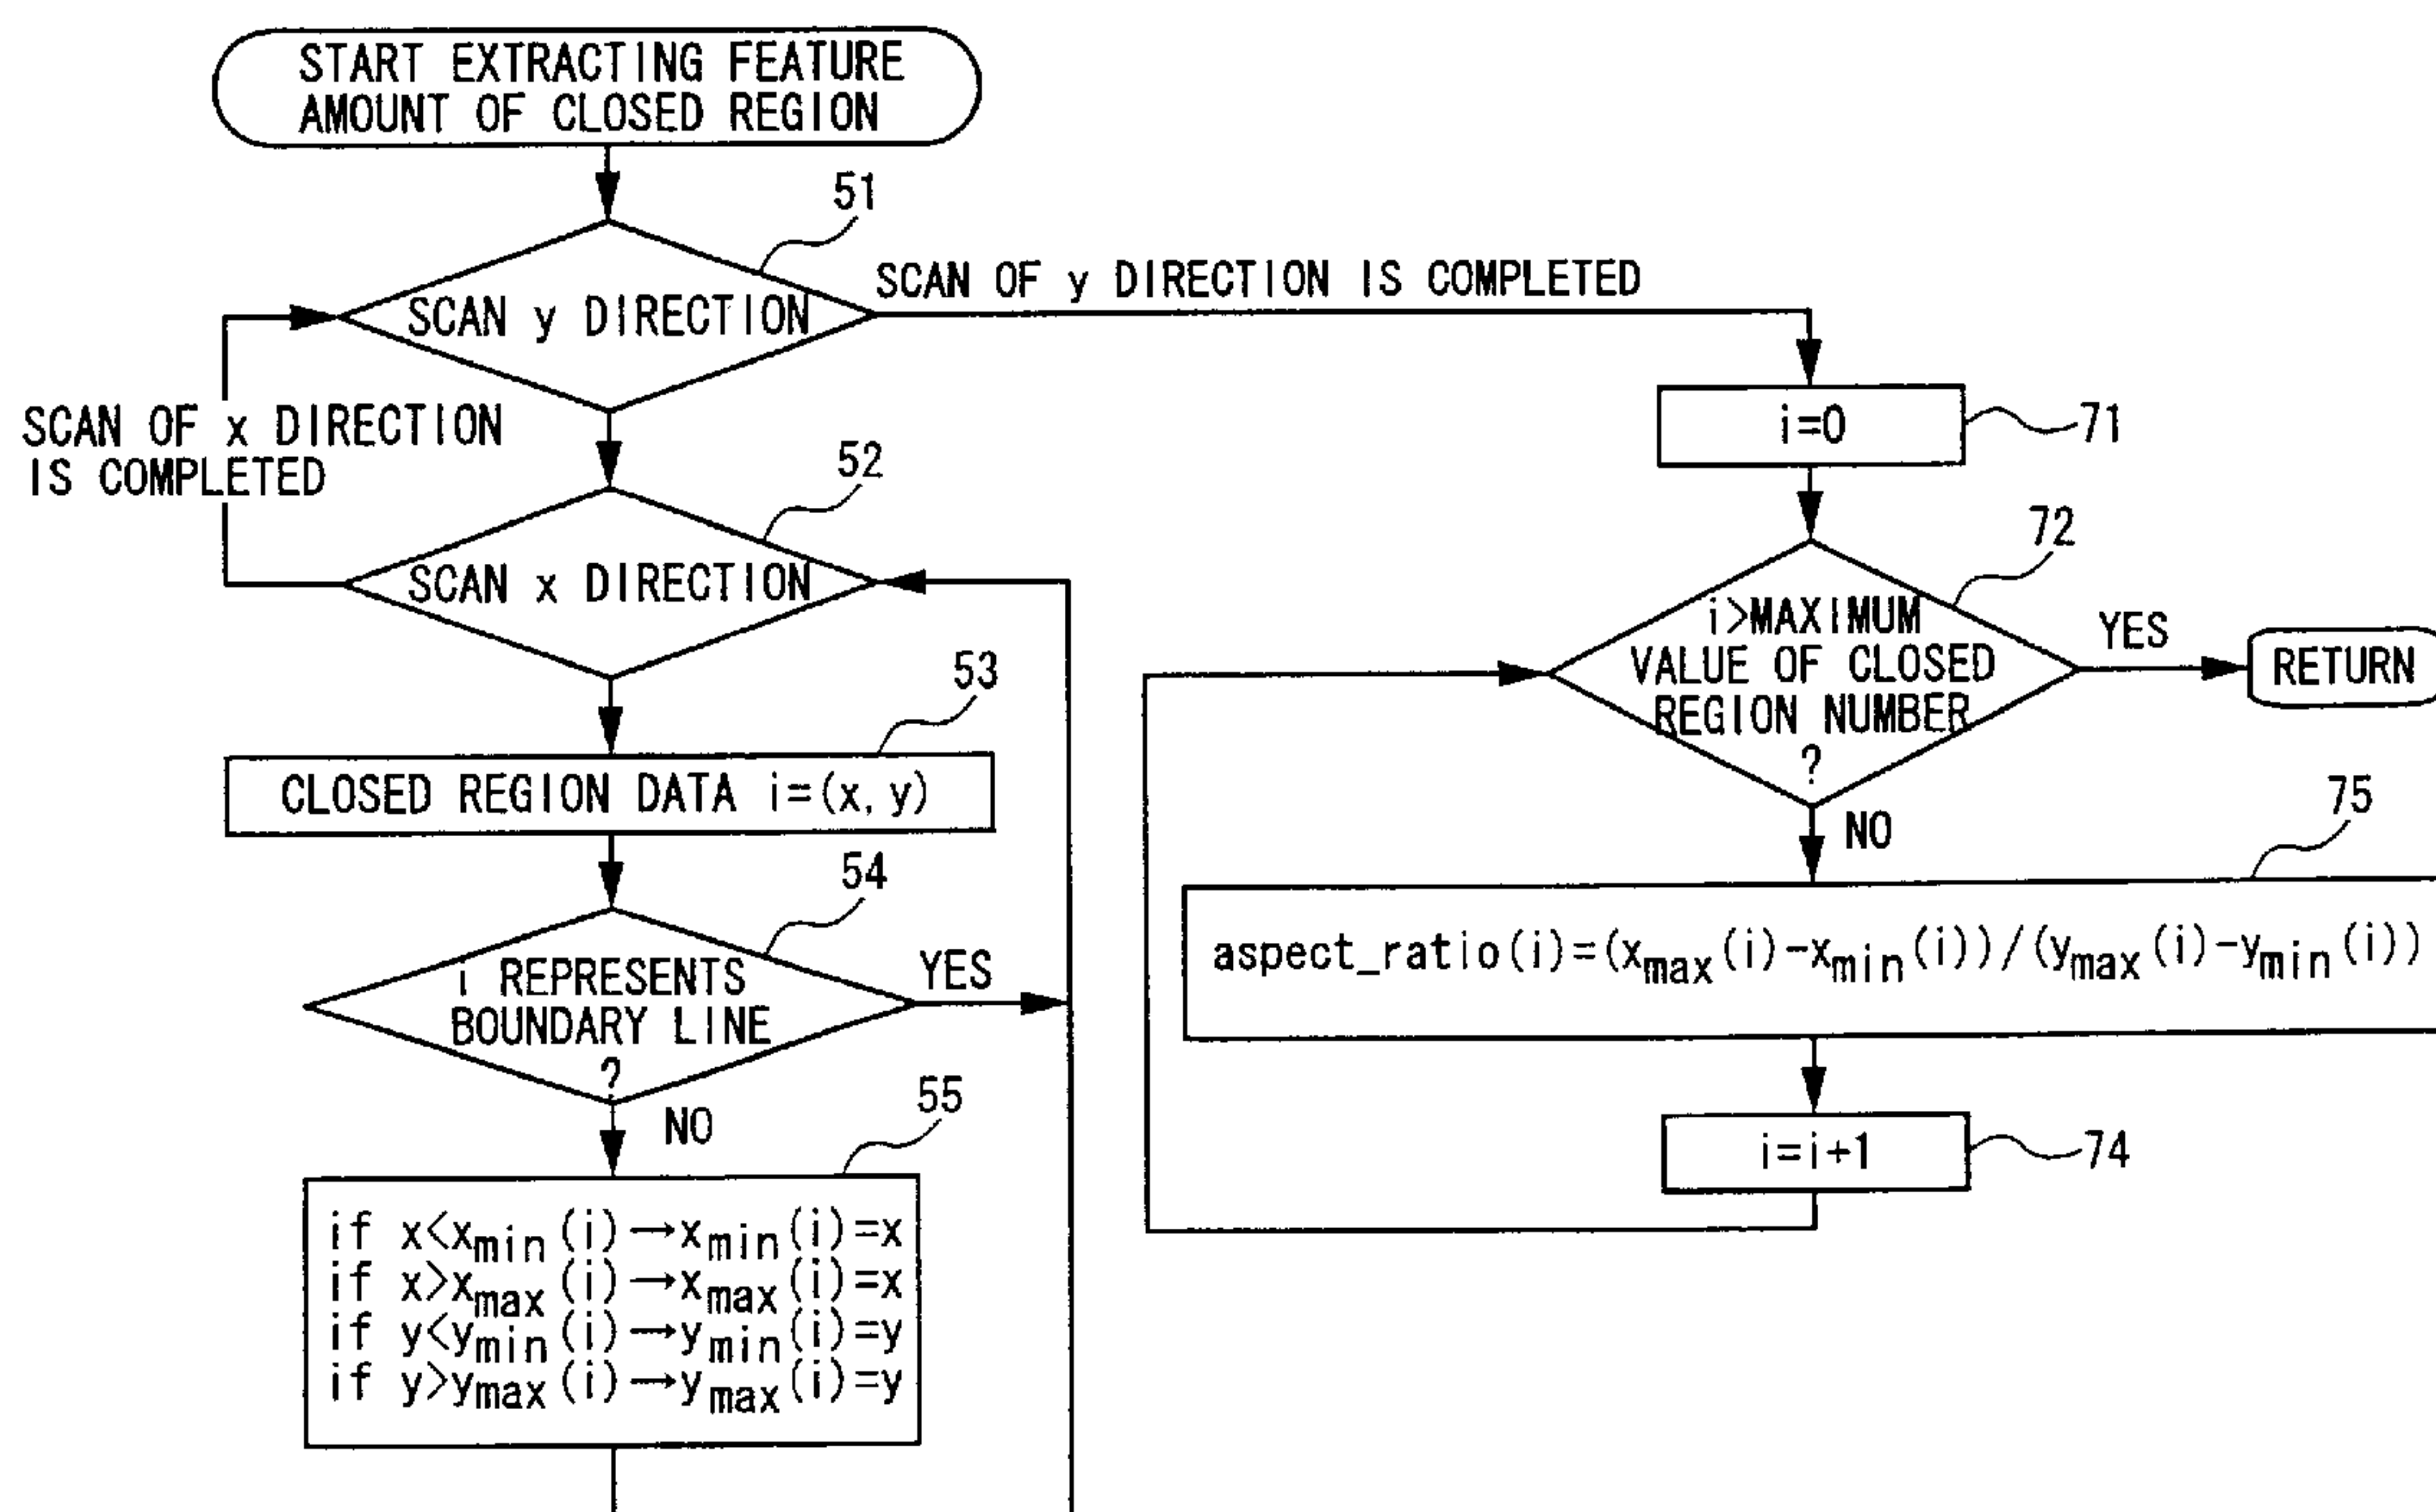 START EXTRACTING FEATURE
AMOUNT OF CLOSED REGION
51
SCAN y DIRECTION
SCAN OF y DIRECTION IS COMPLETED
SCAN OF x DIRECTION
IS COMPLETED
52
SCAN x DIRECTION
53
CLOSED REGION DATA i=(x, y)
54
i REPRESENTS
BOUNDARY LINE
?
YES
NO
55
if x<xmin(i)→xmin(i)=x
if x>xmax(i)→xmax(i)=x
if y<ymin(i)→ymin(i)=y
if y>ymax(i)→ymax(i)=y
i=0
71
72
i>MAXIMUM
VALUE OF CLOSED
REGION NUMBER
?
YES
RETURN
NO
75
aspect_ratio(i)=(xmax(i)-xmin(i))/(ymax(i)-ymin(i))
i=i+1
74